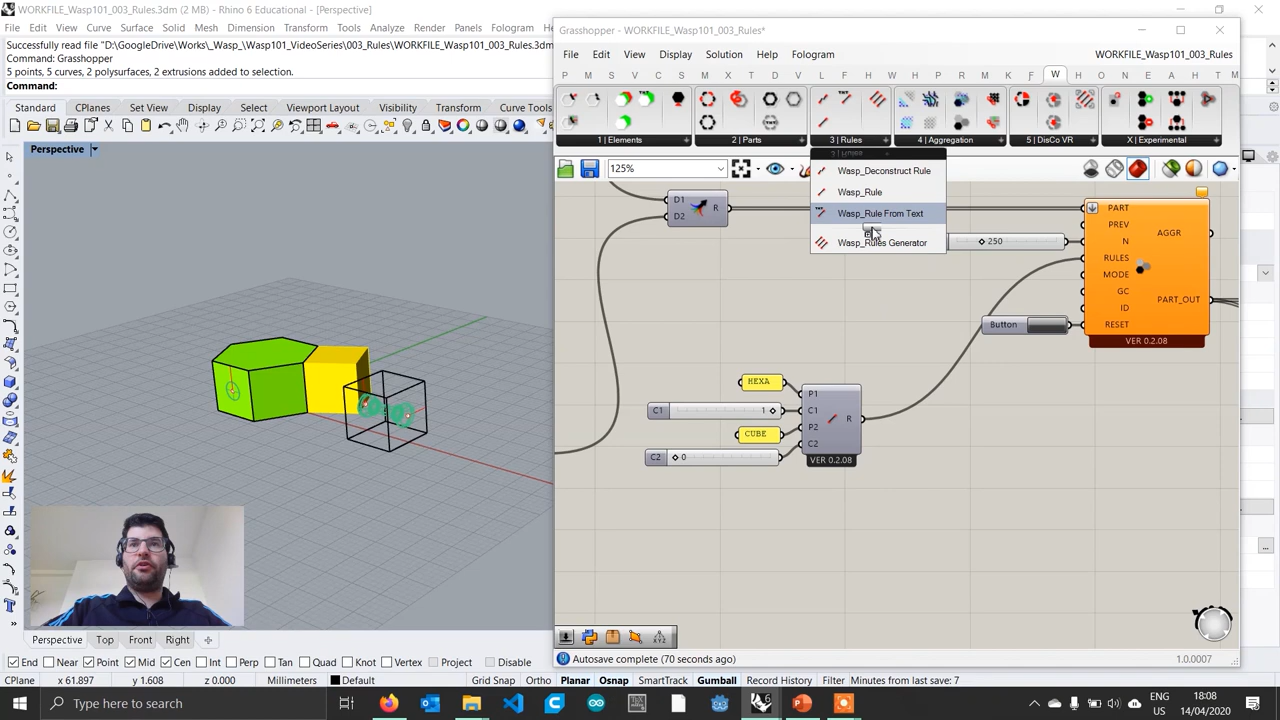 WORKFILE_Wasp101_003_Rules.3dm (2 MB) - Rhino 6 Educational - [Perspective]
File Edit View Curve Surface Solid Mesh Dimension Transform Tools Analyze Render Panels
Successfully read file "D:\GoogleDrive\Works\_Wasp_\Wasp101_VideoSeries\003_Rules\WORKFILE_Wasp101_003_Rules.3dm
Command: Grasshopper
5 points, 5 curves, 2 polysurfaces, 2 extrusions added to selection.
Command:
Standard CPlanes Set View Display Select Viewport Layout Visibility Transform Curve Tools
Perspective
Grasshopper - WORKFILE_Wasp101_003_Rules*
File Edit View Display Solution Help Fologram
WORKFILE_Wasp101_003_Rules
P M S V C S M X T D V L F H W K F W H O N E H T M
1 | Elements 2 | Parts 3 | Rules 4 | Aggregation 5 | DisCo VR X | Experimental
125%
Wasp_Deconstruct Rule
Wasp_Rule
Wasp_Rule From Text
Wasp_Rules Generator
D1
D2
R
250
PART
PREV
N
RULES
MODE
GC
ID
RESET
AGGR
PART_OUT
VER 0.2.08
Button
HEXA
C1 1
CUBE
C2 0
P1
C1
P2
C2
R
VER 0.2.08
Autosave complete (70 seconds ago)
1.0.0007
Perspective Top Front Right
End Near Point Mid Cen Int Perp Tan Quad Knot Vertex Project Disable
CPlane x 61.897 y 1.608 z 0.000 Millimeters Default Grid Snap Ortho Planar Osnap SmartTrack Gumball Record History Filter Minutes from last save: 7
Type here to search
ENG
US
18:08
14/04/2020